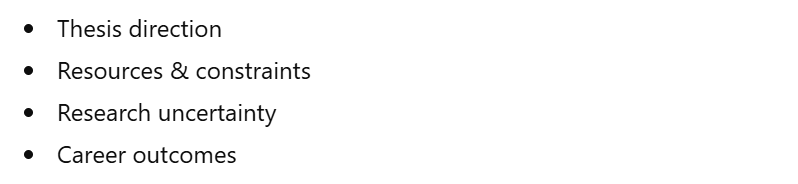 • Thesis direction
• Resources & constraints
• Research uncertainty
• Career outcomes